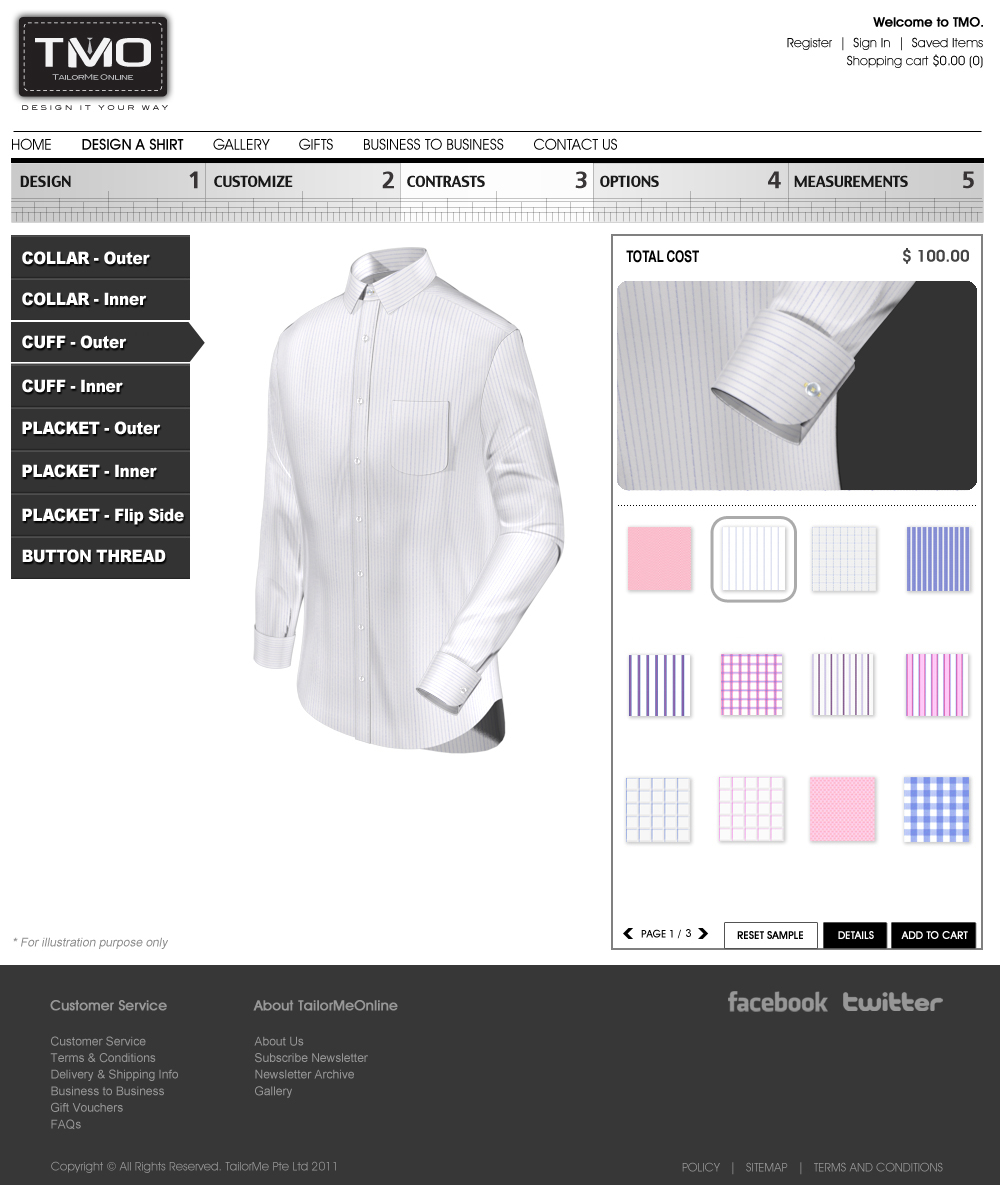 TMO
TAILORME ONLINE
DESIGN IT YOUR WAY
Welcome to TMO.
Register | Sign In | Saved Items
Shopping cart $0.00 (0)
HOME DESIGN A SHIRT GALLERY GIFTS BUSINESS TO BUSINESS CONTACT US
DESIGN 1 CUSTOMIZE 2 CONTRASTS 3 OPTIONS 4 MEASUREMENTS 5
COLLAR - Outer
COLLAR - Inner
CUFF - Outer
CUFF - Inner
PLACKET - Outer
PLACKET - Inner
PLACKET - Flip Side
BUTTON THREAD
TOTAL COST $ 100.00
PAGE 1 / 3 RESET SAMPLE DETAILS ADD TO CART
* For illustration purpose only
Customer Service
Customer Service
Terms & Conditions
Delivery & Shipping Info
Business to Business
Gift Vouchers
FAQs
About TailorMeOnline
About Us
Subscribe Newsletter
Newsletter Archive
Gallery
facebook twitter
Copyright © All Rights Reserved. TailorMe Pte Ltd 2011
POLICY | SITEMAP | TERMS AND CONDITIONS